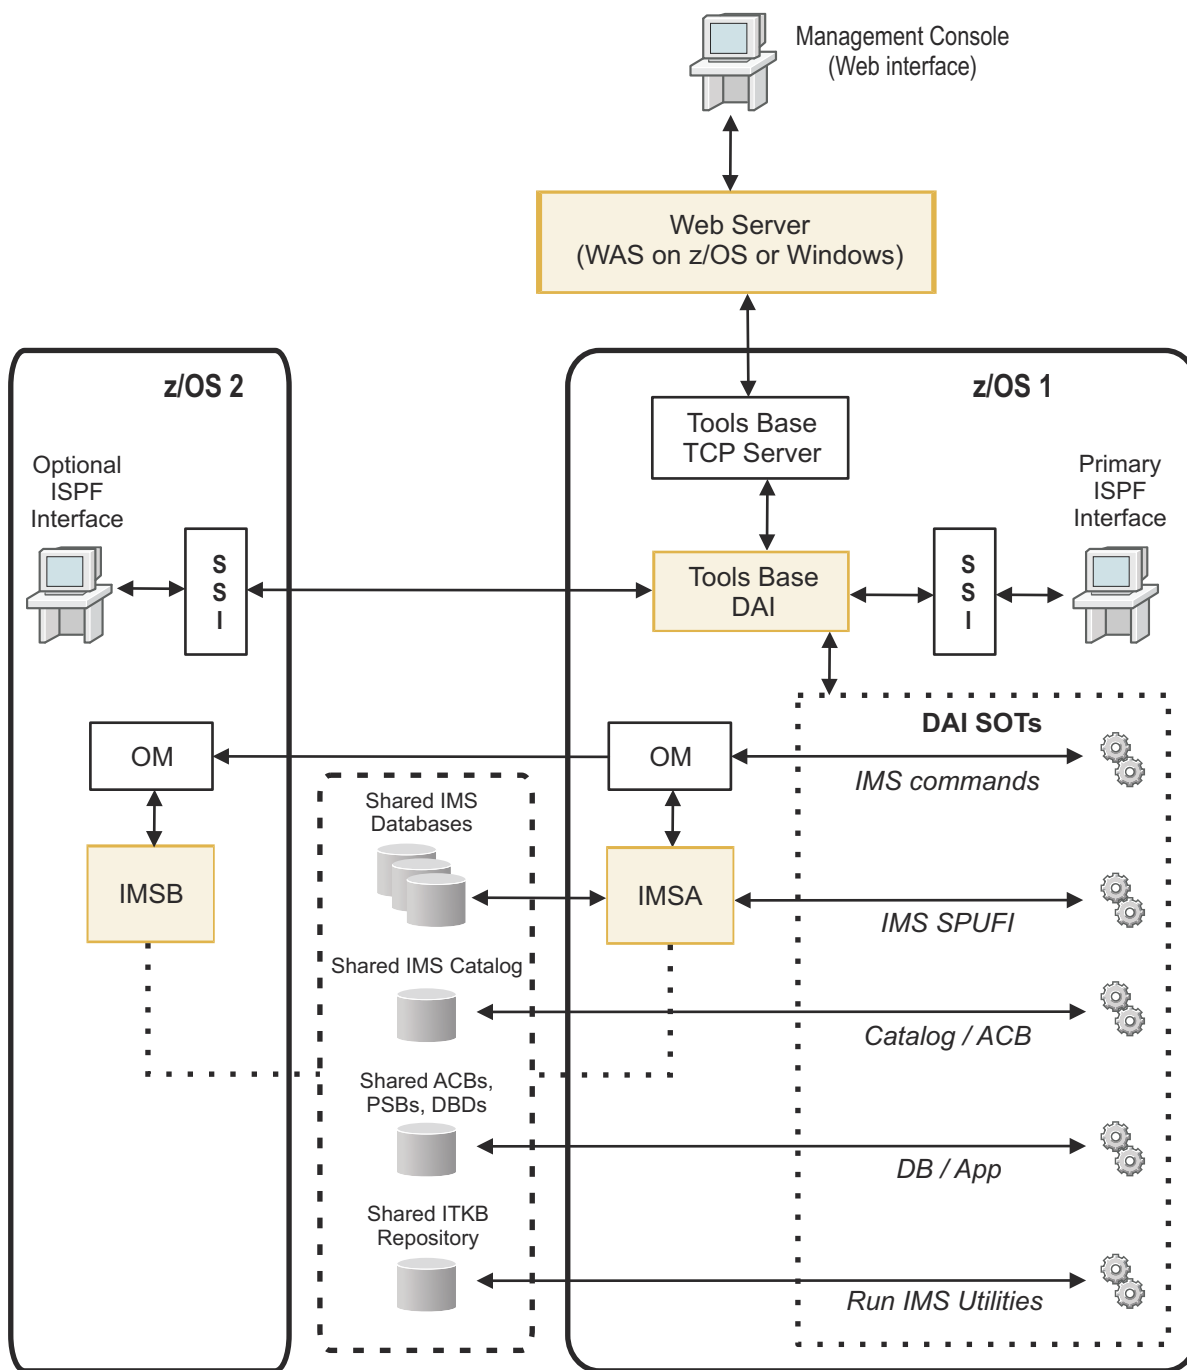 Management Console
(Web interface)
Web Server
(WAS on z/OS or Windows)
z/OS 2
z/OS 1
Tools Base
TCP Server
Optional
ISPF
Interface
Primary
ISPF
Interface
S
S
I
Tools Base
DAI
S
S
I
DAI SOTs
OM
OM
IMS commands
Shared IMS
Databases
IMSB
IMSA
IMS SPUFI
Shared IMS Catalog
Catalog / ACB
Shared ACBs,
PSBs, DBDs
DB / App
Shared ITKB
Repository
Run IMS Utilities